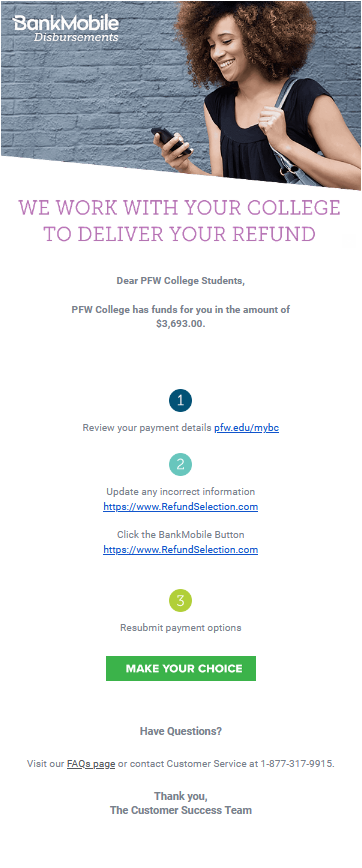 BankMobile
Disbursements
WE WORK WITH YOUR COLLEGE
TO DELIVER YOUR REFUND
Dear PFW College Students,
PFW College has funds for you in the amount of
$3,693.00.
1
Review your payment details pfw.edu/mybc
2
Update any incorrect information
https://www.RefundSelection.com
Click the BankMobile Button
https://www.RefundSelection.com
3
Resubmit payment options
MAKE YOUR CHOICE
Have Questions?
Visit our FAQs page or contact Customer Service at 1-877-317-9915.
Thank you,
The Customer Success Team